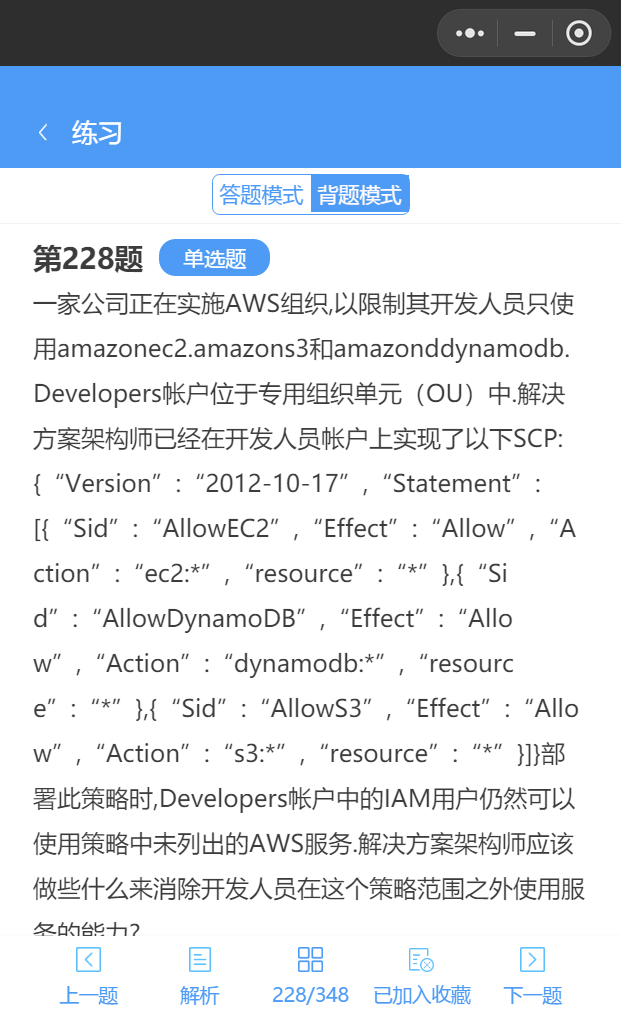 练习
答题模式 背题模式
第228题 单选题
一家公司正在实施AWS组织,以限制其开发人员只使
用amazonec2.amazons3和amazonddynamodb.
Developers帐户位于专用组织单元（OU）中.解决
方案架构师已经在开发人员帐户上实现了以下SCP:
{“Version”:“2012-10-17”,“Statement”:
[{“Sid”:“AllowEC2”,“Effect”:“Allow”,“A
ction”:“ec2:*”,“resource”:“*”},{“Si
d”:“AllowDynamoDB”,“Effect”:“Allo
w”,“Action”:“dynamodb:*”,“resourc
e”:“*”},{“Sid”:“AllowS3”,“Effect”:“Allo
w”,“Action”:“s3:*”,“resource”:“*”}]}部
署此策略时,Developers帐户中的IAM用户仍然可以
使用策略中未列出的AWS服务.解决方案架构师应该
做些什么来消除开发人员在这个策略范围之外使用服
务的能力?
上一题 解析 228/348 已加入收藏 下一题